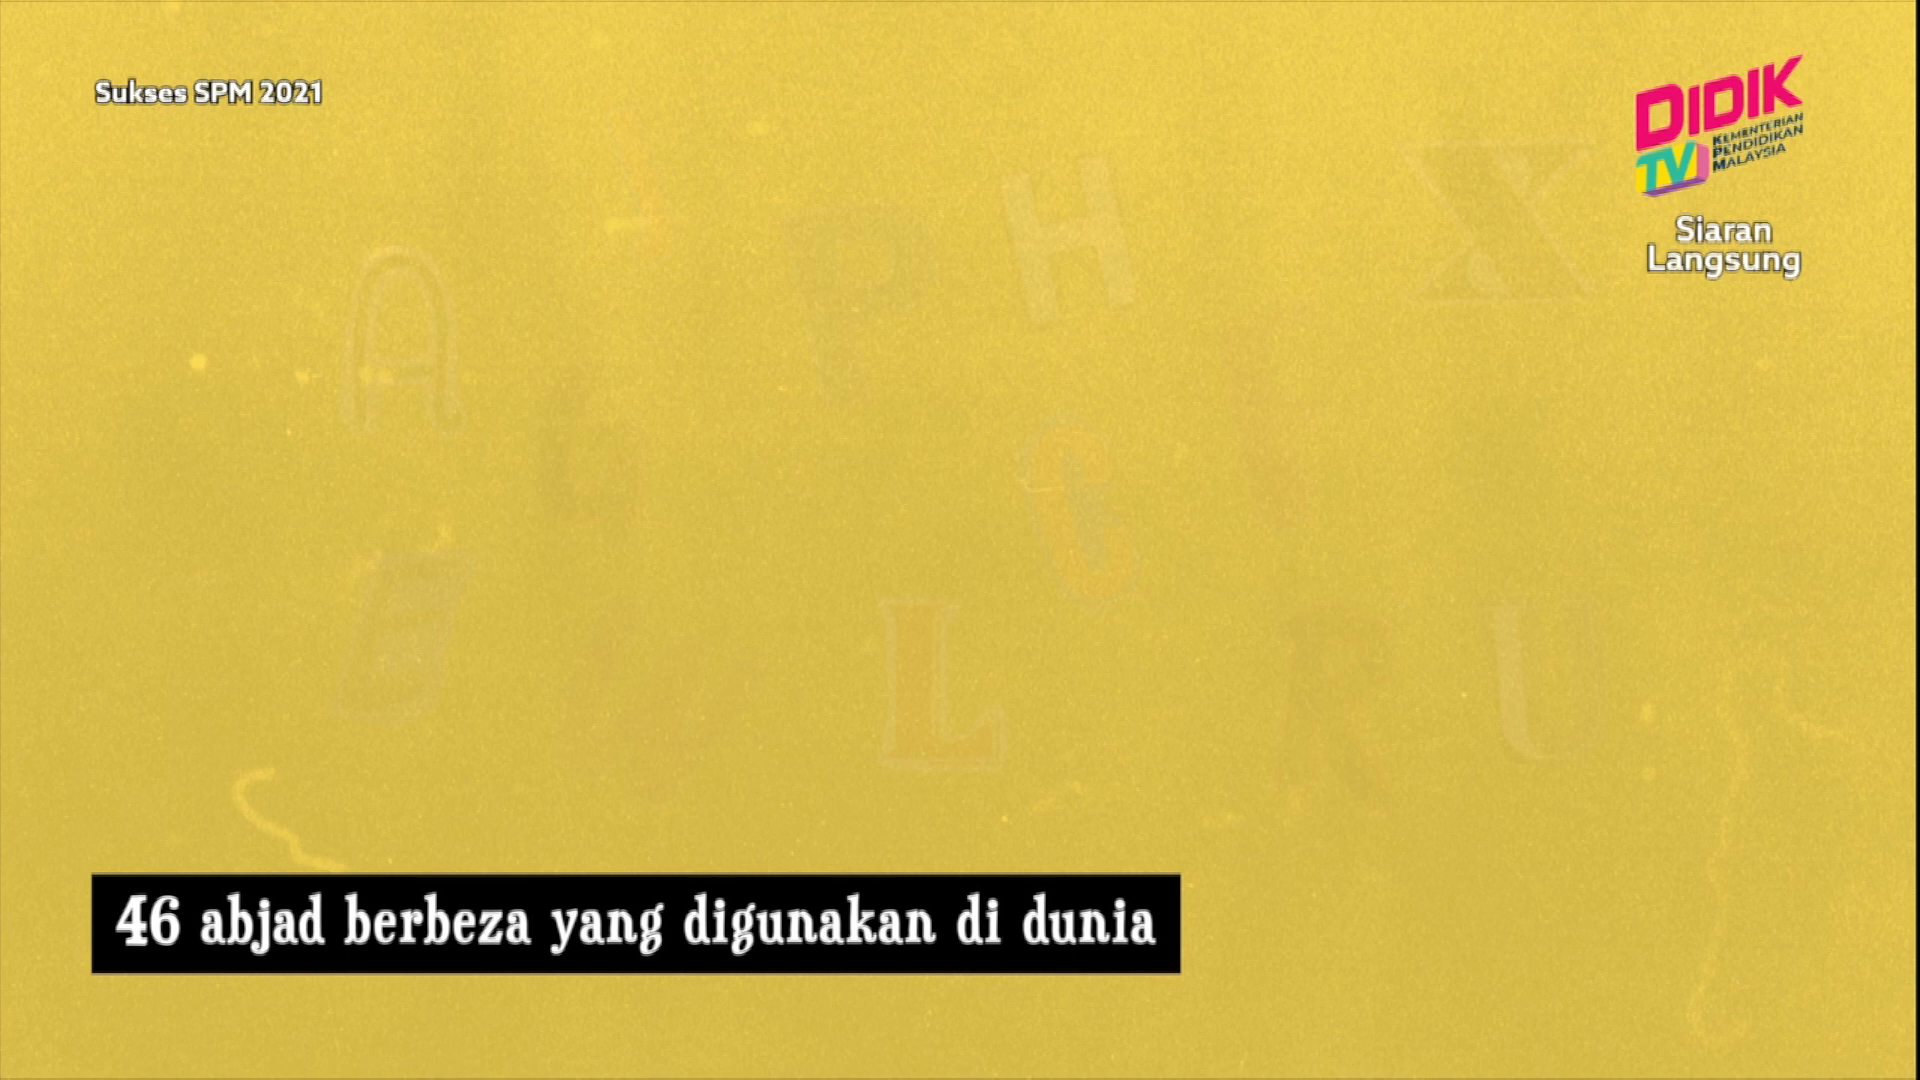 Sukses SPM 2021
DIDIK
TV
KEMENTERIAN
PENDIDIKAN
MALAYSIA
Siaran
Langsung
A
H
X
L
R
U
46 abjad berbeza yang digunakan di dunia